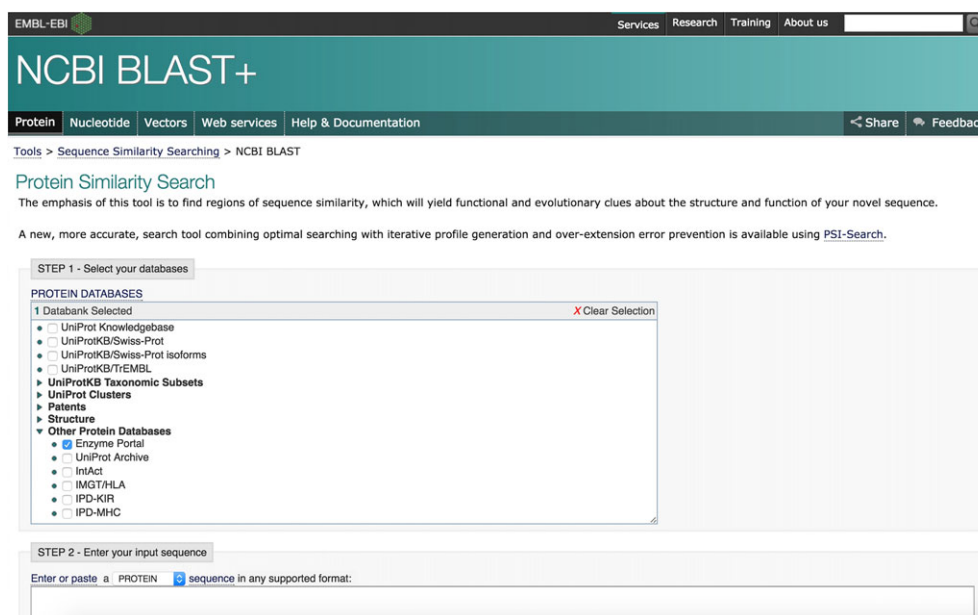 EMBL-EBI Services Research Training About us
NCBI BLAST+
Protein Nucleotide Vectors Web services Help & Documentation Share Feedbac
Tools > Sequence Similarity Searching > NCBI BLAST
Protein Similarity Search
The emphasis of this tool is to find regions of sequence similarity, which will yield functional and evolutionary clues about the structure and function of your novel sequence.
A new, more accurate, search tool combining optimal searching with iterative profile generation and over-extension error prevention is available using PSI-Search.
STEP 1 - Select your databases
PROTEIN DATABASES
1 Databank Selected X Clear Selection
UniProt Knowledgebase
UniProtKB/Swiss-Prot
UniProtKB/Swiss-Prot isoforms
UniProtKB/TrEMBL
UniProtKB Taxonomic Subsets
UniProt Clusters
Patents
Structure
Other Protein Databases
Enzyme Portal
UniProt Archive
IntAct
IMGT/HLA
IPD-KIR
IPD-MHC
STEP 2 - Enter your input sequence
Enter or paste a PROTEIN sequence in any supported format: